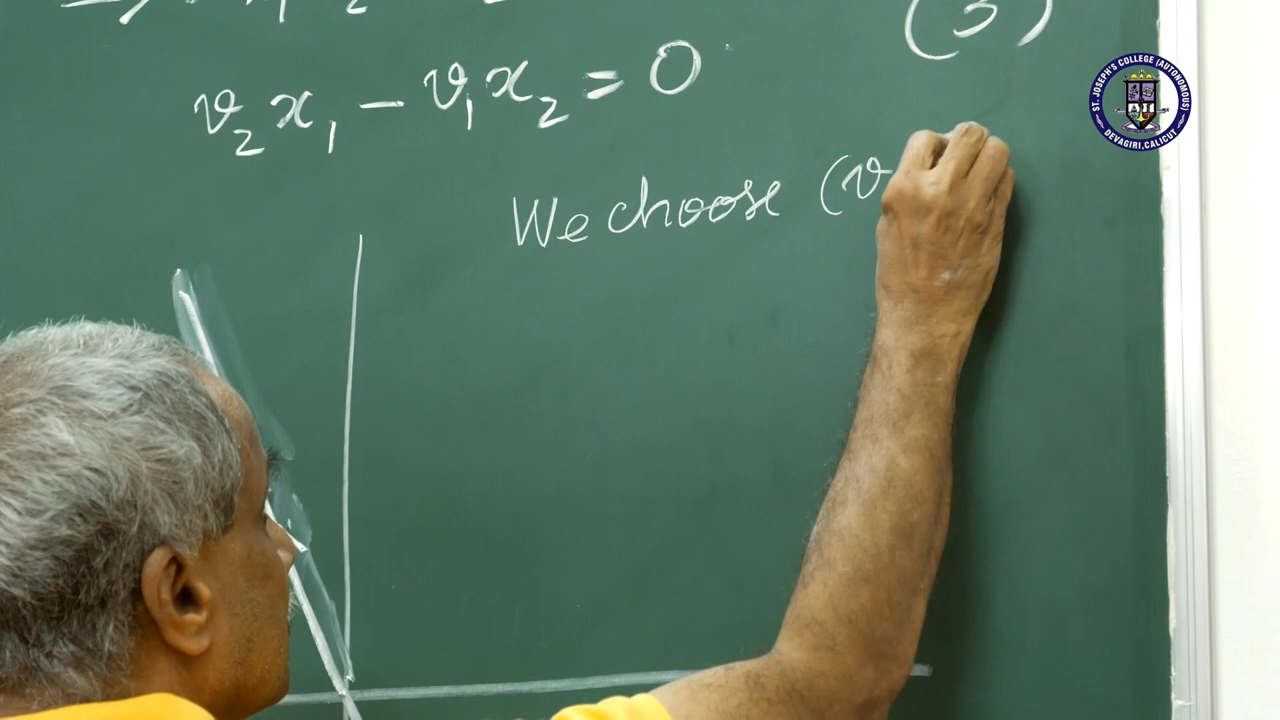 (3)
v₂x₁ − v₁x₂ = 0
We choose (v
ST. JOSEPH'S COLLEGE (AUTONOMOUS)
DEVAGIRI, CALICUT